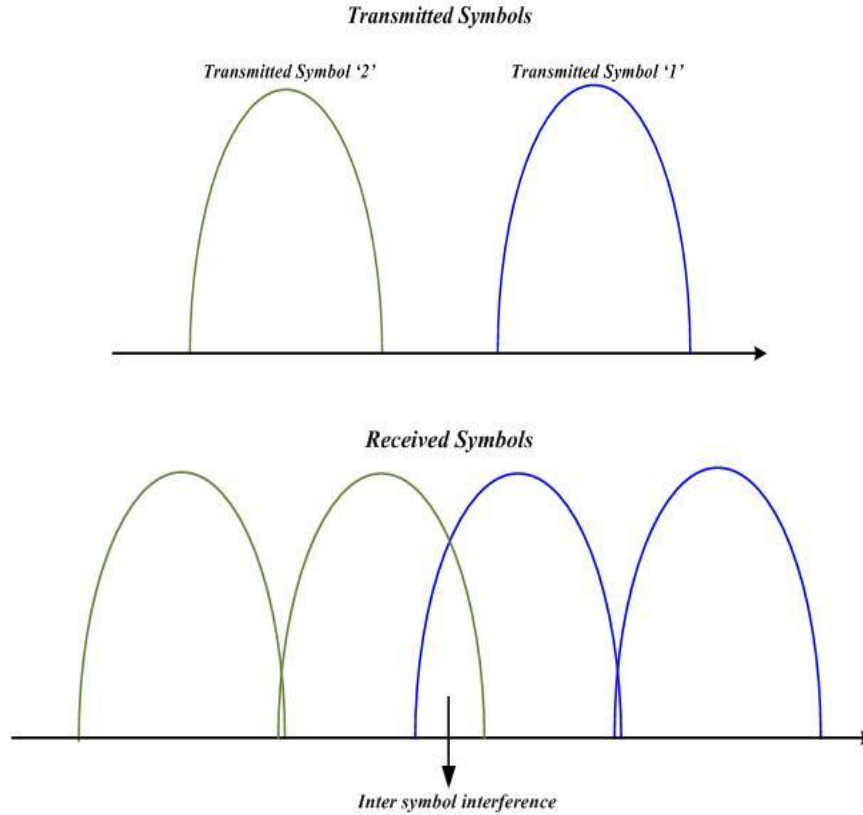 Transmitted Symbols
Transmitted Symbol ‘2’
Transmitted Symbol ‘1’
Received Symbols
Inter symbol interference